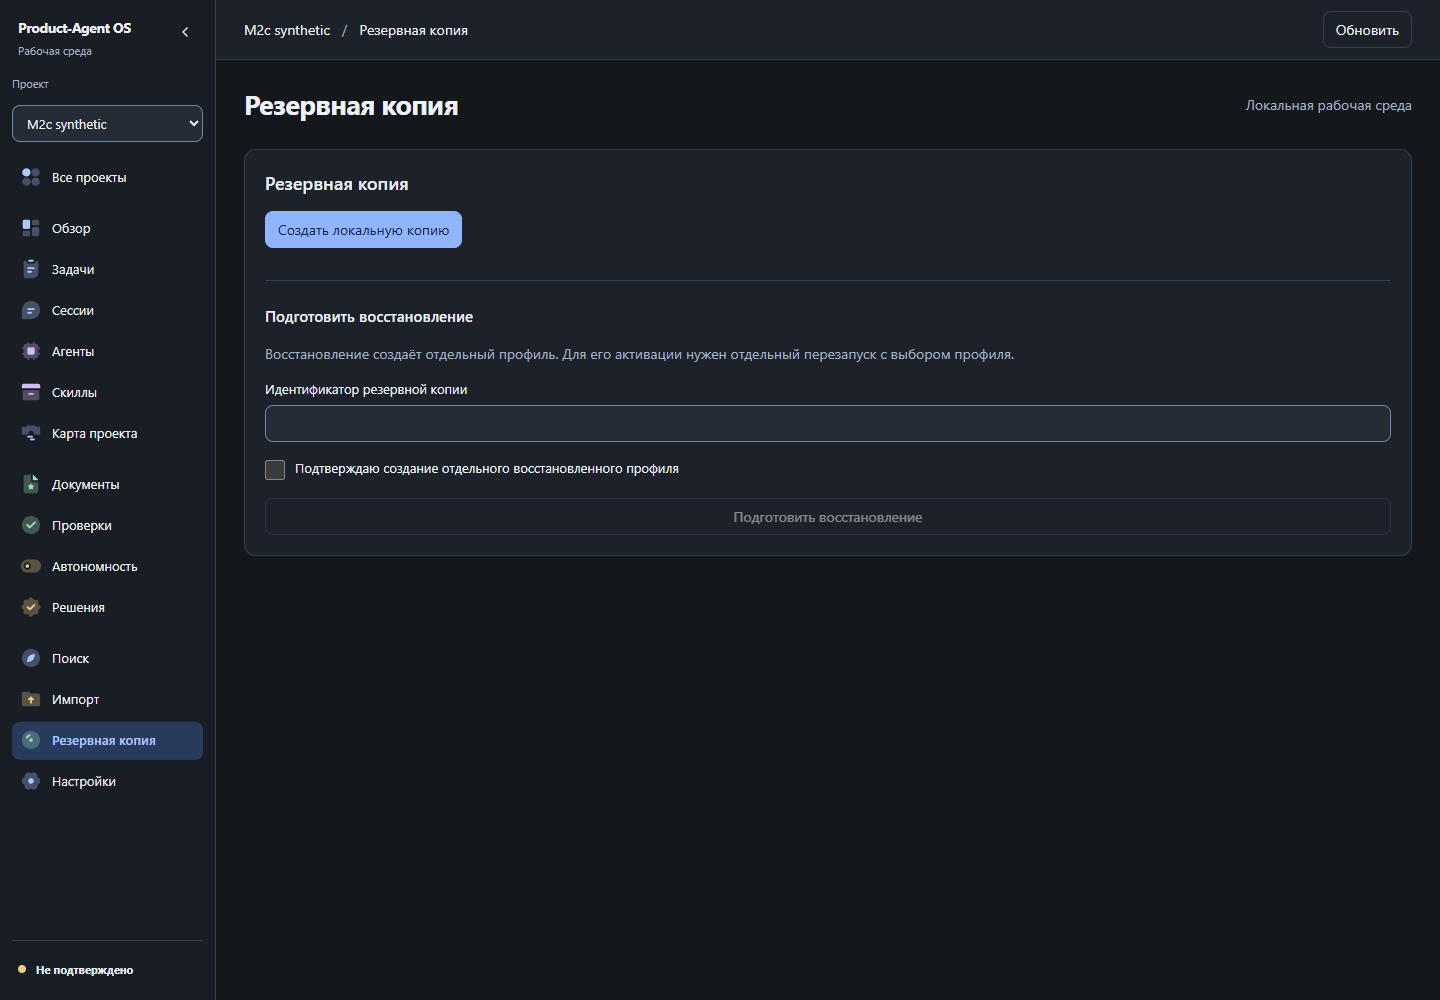 Product-Agent OS
Рабочая среда
Проект
M2c synthetic
Все проекты
Обзор
Задачи
Сессии
Агенты
Скиллы
Карта проекта
Документы
Проверки
Автономность
Решения
Поиск
Импорт
Резервная копия
Настройки
Не подтверждено
M2c synthetic / Резервная копия
Обновить
Резервная копия
Локальная рабочая среда
Резервная копия
Создать локальную копию
Подготовить восстановление
Восстановление создаёт отдельный профиль. Для его активации нужен отдельный перезапуск с выбором профиля.
Идентификатор резервной копии
Подтверждаю создание отдельного восстановленного профиля
Подготовить восстановление